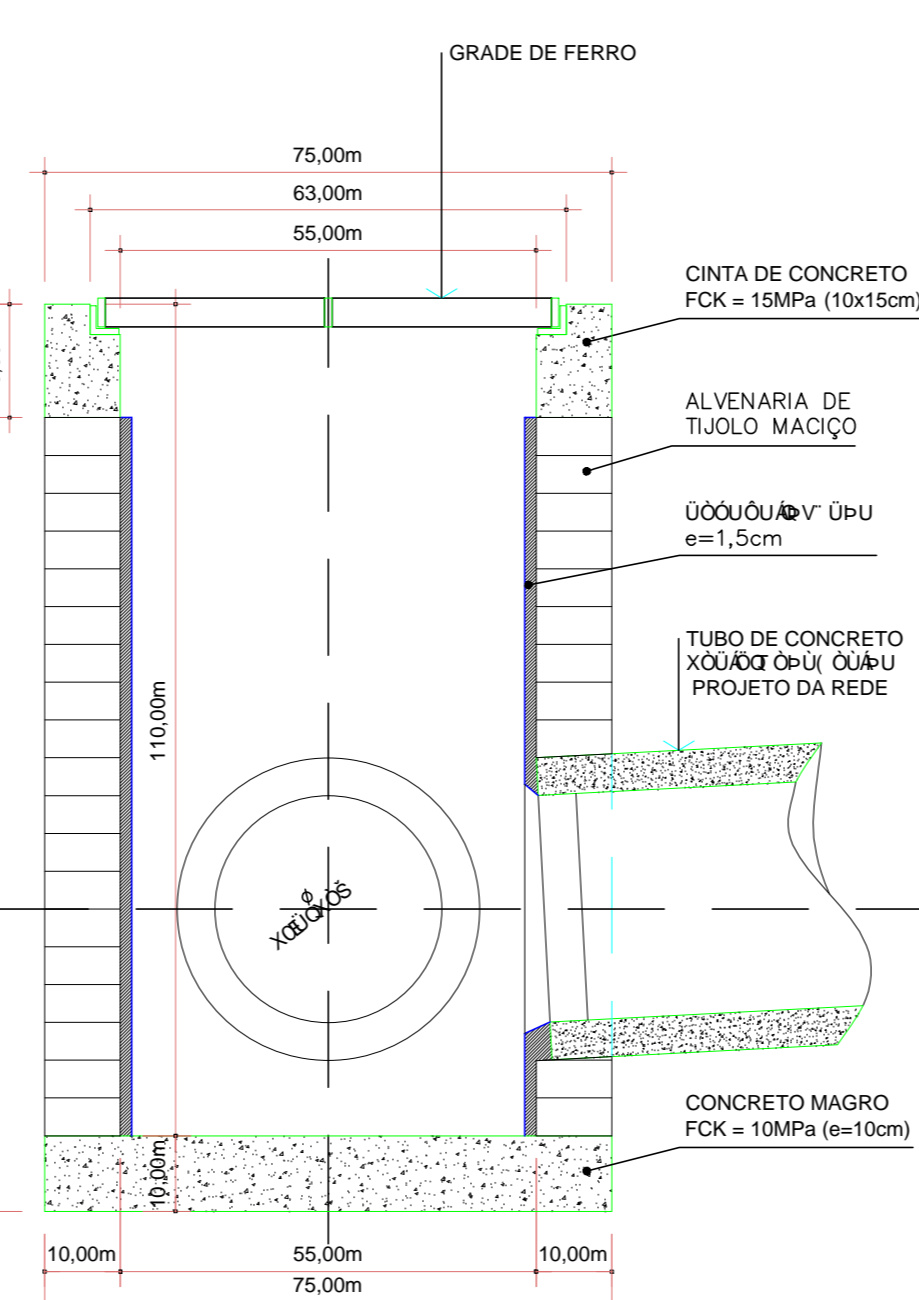 GRADE DE FERRO
75,00m
63,00m
55,00m
CINTA DE CONCRETO
FCK = 15MPa (10x15cm)
ALVENARIA DE
TIJOLO MACIÇO
e=1,5cm
TUBO DE CONCRETO
PROJETO DA REDE
110,00m
CONCRETO MAGRO
FCK = 10MPa (e=10cm)
10,00m
10,00m
55,00m
10,00m
75,00m